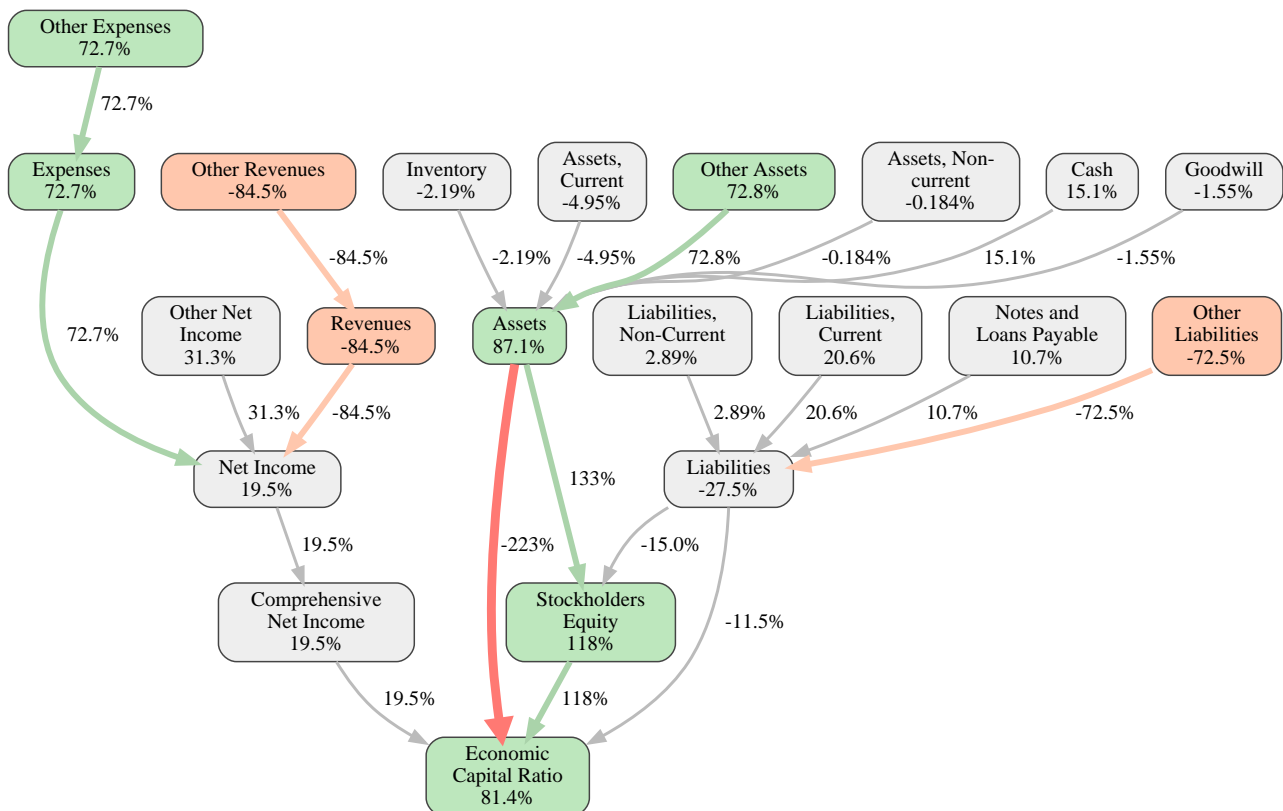 Other Expenses
72.7%
72.7%
Expenses
72.7%
Other Revenues
-84.5%
Inventory
-2.19%
Assets,
Current
-4.95%
Other Assets
72.8%
Assets, Non-
current
-0.184%
Cash
15.1%
Goodwill
-1.55%
-84.5%
-2.19%
-4.95%
72.8%
-0.184%
15.1%
-1.55%
72.7%
Other Net
Income
31.3%
Revenues
-84.5%
Assets
87.1%
Liabilities,
Non-Current
2.89%
Liabilities,
Current
20.6%
Notes and
Loans Payable
10.7%
Other
Liabilities
-72.5%
31.3%
-84.5%
2.89%
20.6%
10.7%
-72.5%
Net Income
19.5%
133%
Liabilities
-27.5%
19.5%
-223%
-15.0%
Comprehensive
Net Income
19.5%
Stockholders
Equity
118%
-11.5%
19.5%
118%
Economic
Capital Ratio
81.4%